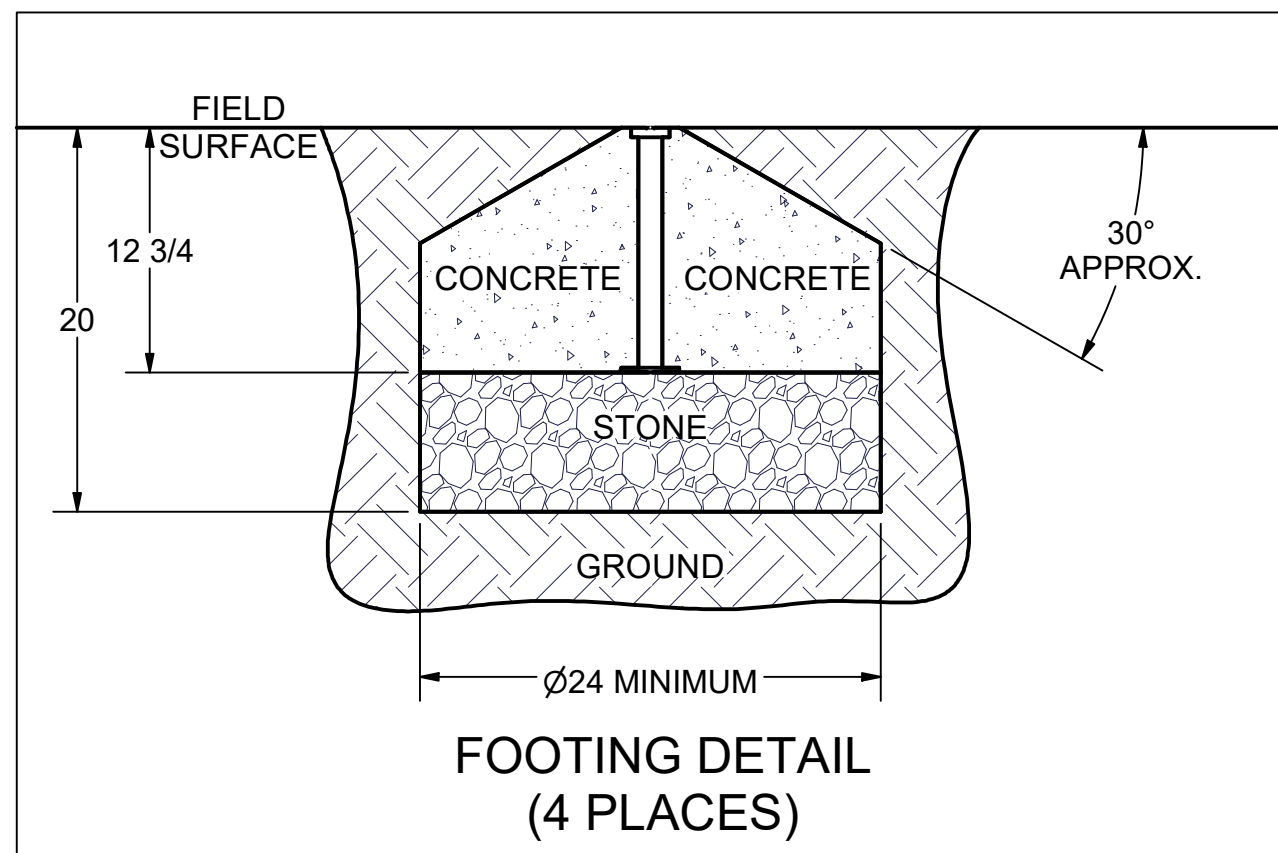 FIELD
SURFACE
12 3/4
20
CONCRETE
CONCRETE
30°
APPROX.
STONE
GROUND
Ø24 MINIMUM
FOOTING DETAIL
(4 PLACES)